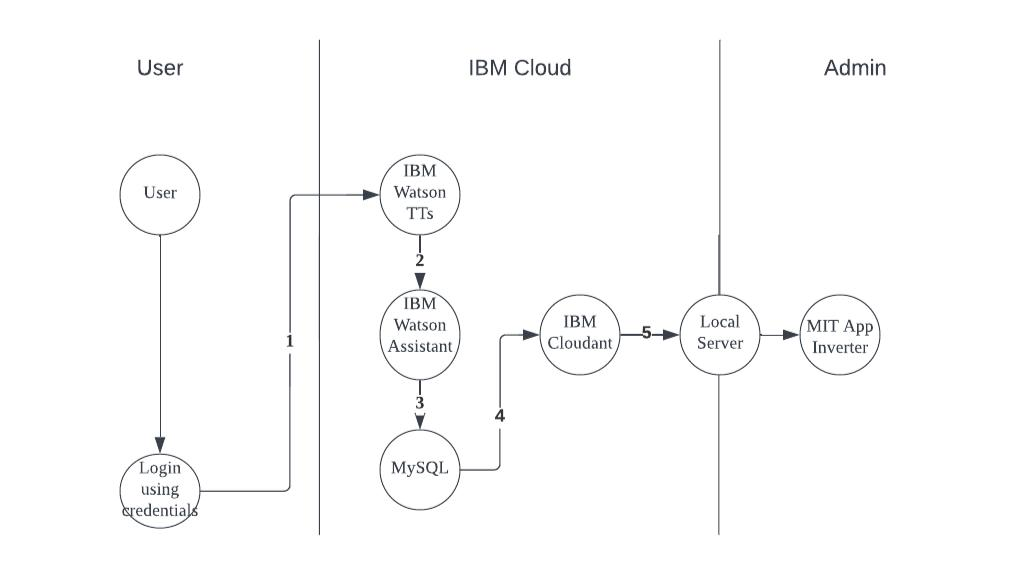 User
IBM Cloud
Admin
User
IBM
Watson
TTs
2
IBM
Watson
Assistant
1
3
MySQL
4
IBM
Cloudant
5
Local
Server
MIT App
Inverter
Login
using
credentials